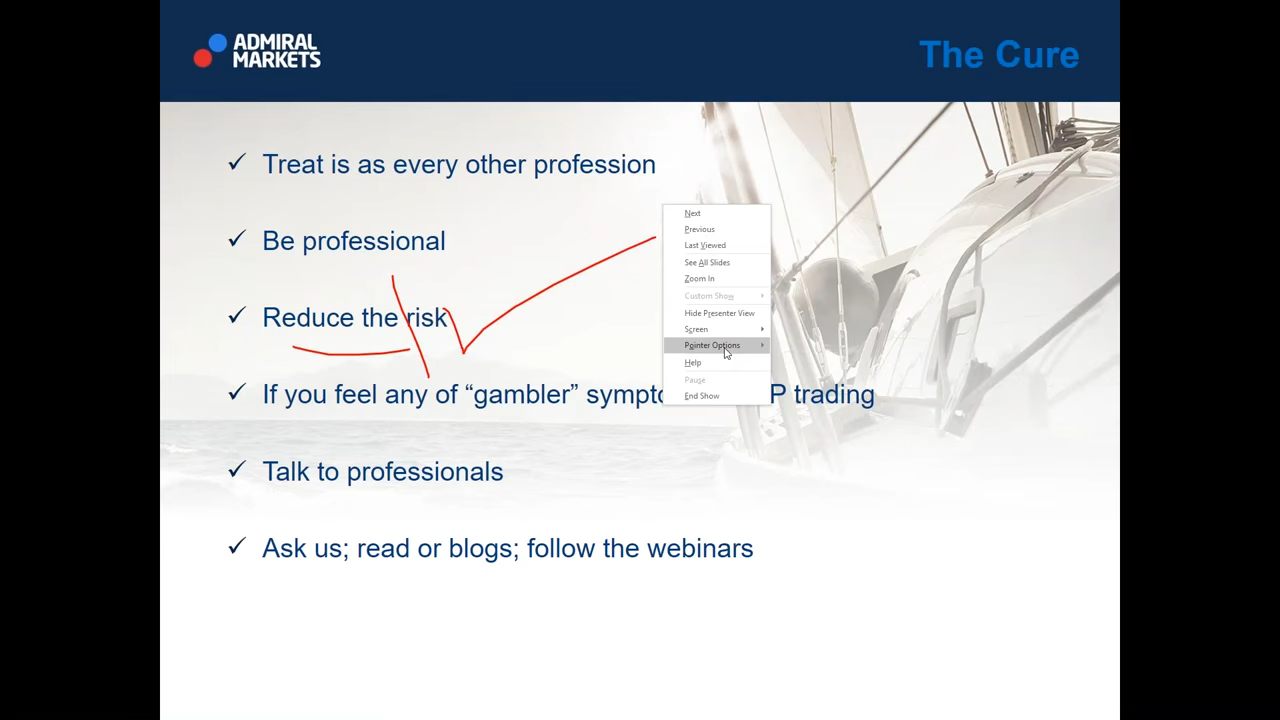 ADMIRAL
MARKETS
The Cure
Treat is as every other profession
Be professional
Reduce the risk
If you feel any of “gambler” sympto P trading
Talk to professionals
Ask us; read or blogs; follow the webinars
Next
Previous
Last Viewed
See All Slides
Zoom In
Custom Show
Hide Presenter View
Screen
Pointer Options
Help
Pause
End Show